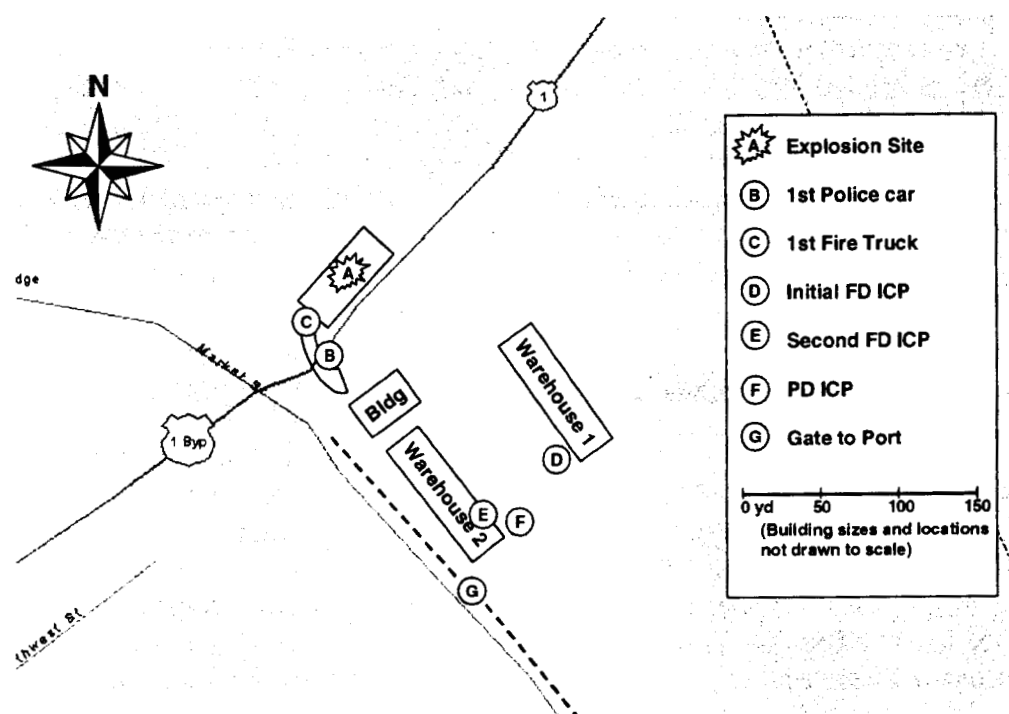 N
1
A Explosion Site
B 1st Police car
C 1st Fire Truck
D Initial FD ICP
E Second FD ICP
F PD ICP
G Gate to Port
0 yd 50 100 150
(Building sizes and locations
not drawn to scale)
dge
A
C
B
Market
Bldg
Warehouse 1
D
1 Byp
Warehouse 2
E
F
G
thwest St